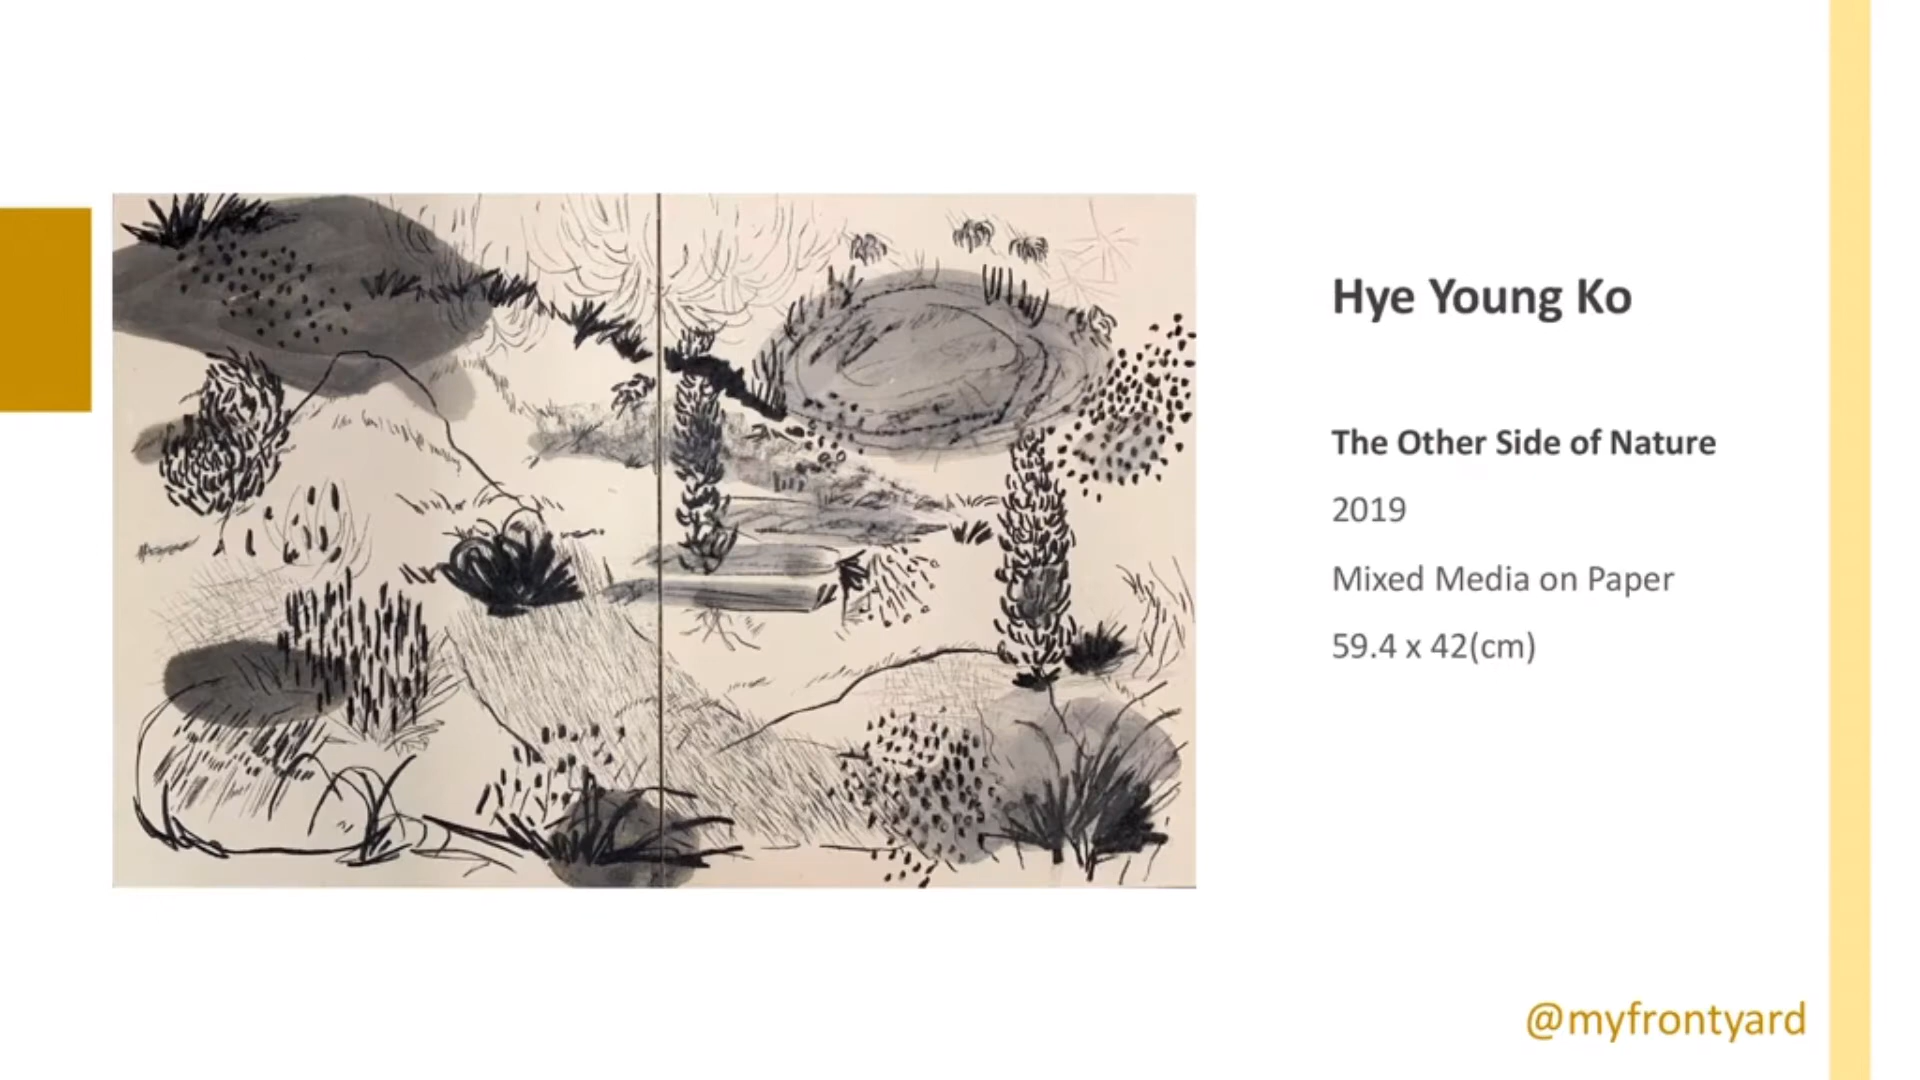 Hye Young Ko
The Other Side of Nature
2019
Mixed Media on Paper
59.4 x 42(cm)
@myfrontyard